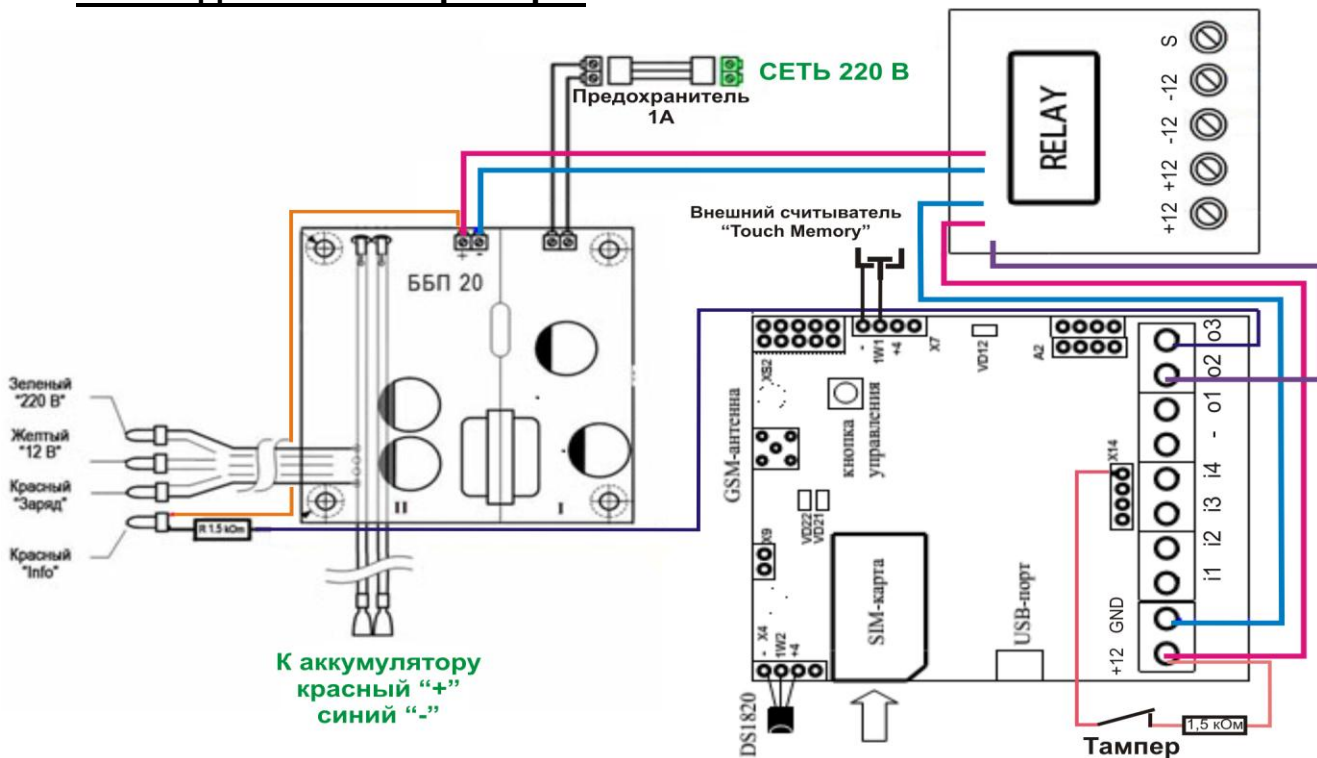 СЕТЬ 220 В
Предохранитель
1А
RELAY
S
-12
-12
+12
+12
Внешний считыватель
“Touch Memory”
+ -
ББП 20
Зеленый
"220 В"
Желтый
"12 В"
Красный
"Заряд"
Красный
"Info"
R 1.5 kOm
II
I
К аккумулятору
красный “+”
синий “-”
XS2
-
1W1
+4
X7
VD12
A2
GSM-антенна
кнопка
управления
VD22
VD21
X9
X14
o3
o2
o1
-
i4
i3
i2
i1
GND
+12
SIM-карта
USB-порт
- X4
1W2
+4
DS1820
1,5 кОм
Тампер